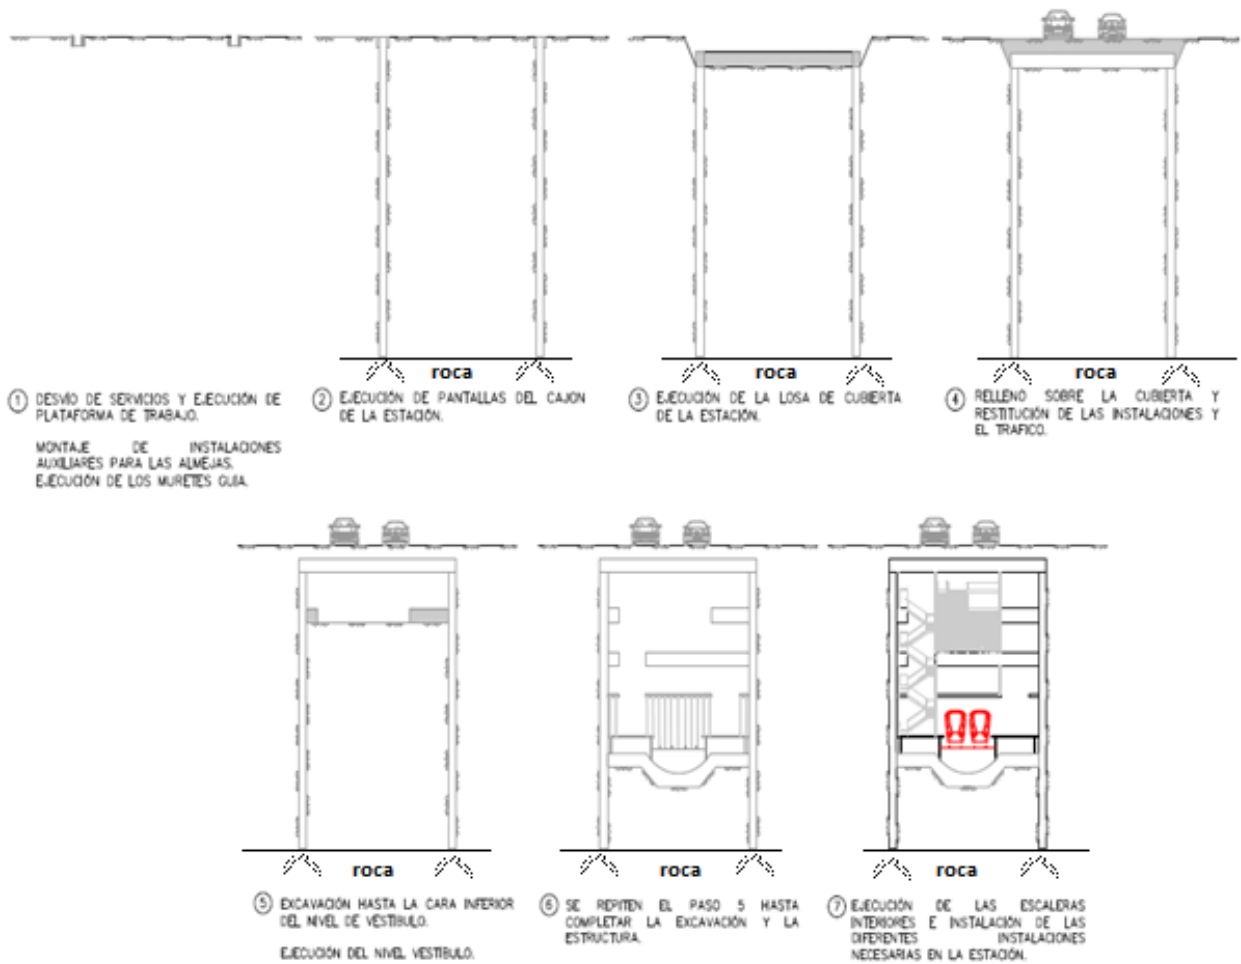 roca
roca
roca
1 DESVÍO DE SERVICIOS Y EJECUCIÓN DE
PLATAFORMA DE TRABAJO.
MONTAJE DE INSTALACIONES
AUXILIARES PARA LAS ALMEJAS.
EJECUCIÓN DE LOS MURETES GUIA.
2 EJECUCIÓN DE PANTALLAS DEL CAJON
DE LA ESTACIÓN.
3 EJECUCIÓN DE LA LOSA DE CUBIERTA
DE LA ESTACIÓN.
4 RELLENO SOBRE LA CUBIERTA Y
RESTITUCIÓN DE LAS INSTALACIONES Y
EL TRAFICO.
roca
roca
roca
5 EXCAVACIÓN HASTA LA CARA INFERIOR
DEL NIVEL DE VESTÍBULO.
EJECUCIÓN DEL NIVEL VESTÍBULO.
6 SE REPITEN EL PASO 5 HASTA
COMPLETAR LA EXCAVACIÓN Y LA
ESTRUCTURA.
7 EJECUCIÓN DE LAS ESCALERAS
INTERIORES E INSTALACIÓN DE LAS
DIFERENTES INSTALACIONES
NECESARIAS EN LA ESTACIÓN.